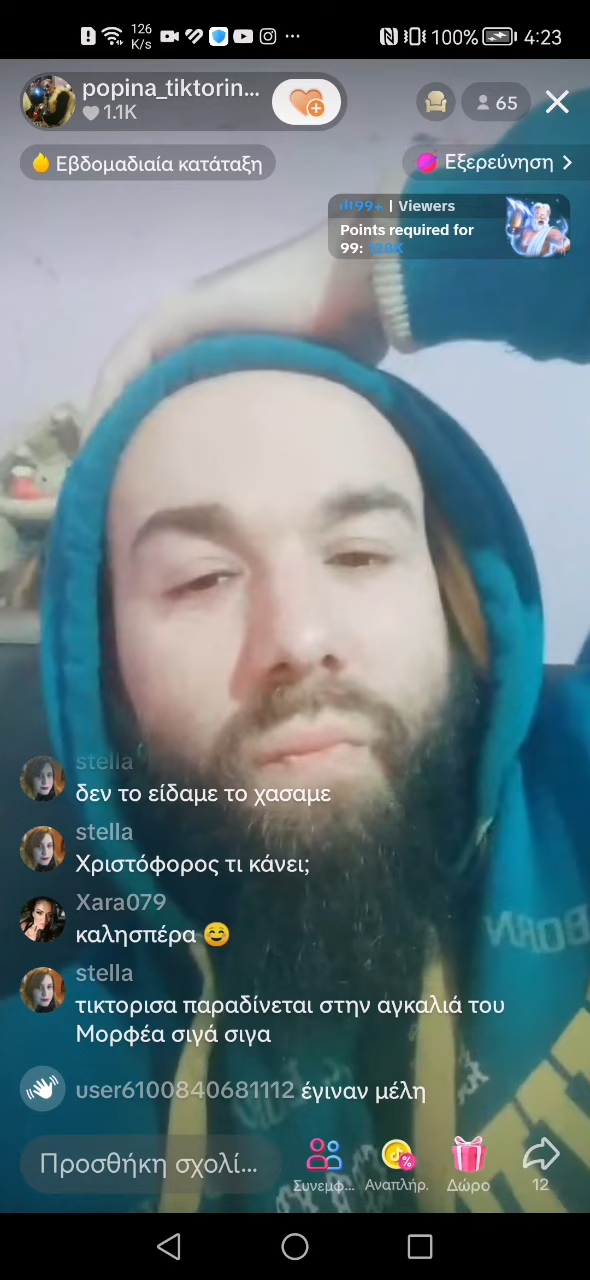 126
K/s
100%
4:23
popina_tiktorin...
1.1K
65
Εβδομαδιαία κατάταξη
Εξερεύνηση >
99+ | Viewers
Points required for
99: 128K
stella
δεν το είδαμε το χασαμε
stella
Χριστόφορος τι κάνει;
Xara079
καλησπέρα
stella
τικτορισα παραδίνεται στην αγκαλιά του
Μορφέα σιγά σιγα
user6100840681112 έγιναν μέλη
Προσθήκη σχολί...
Συνεμφ...
Αναπλήρ.
Δώρο
12
BORN